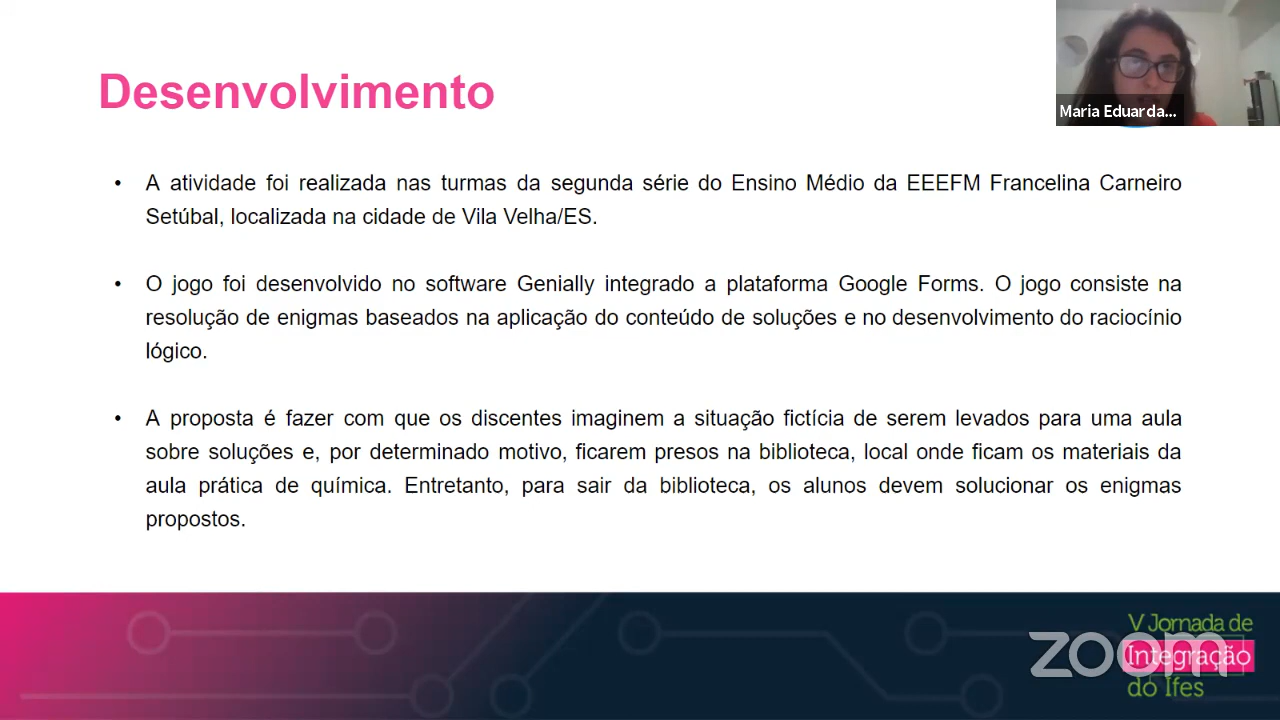 Desenvolvimento
Maria Eduarda...
• A atividade foi realizada nas turmas da segunda série do Ensino Médio da EEEFM Francelina Carneiro
Setúbal, localizada na cidade de Vila Velha/ES.
• O jogo foi desenvolvido no software Genially integrado a plataforma Google Forms. O jogo consiste na
resolução de enigmas baseados na aplicação do conteúdo de soluções e no desenvolvimento do raciocínio
lógico.
• A proposta é fazer com que os discentes imaginem a situação fictícia de serem levados para uma aula
sobre soluções e, por determinado motivo, ficarem presos na biblioteca, local onde ficam os materiais da
aula prática de química. Entretanto, para sair da biblioteca, os alunos devem solucionar os enigmas
propostos.
V Jornada de
Integração
do Ifes
zoom